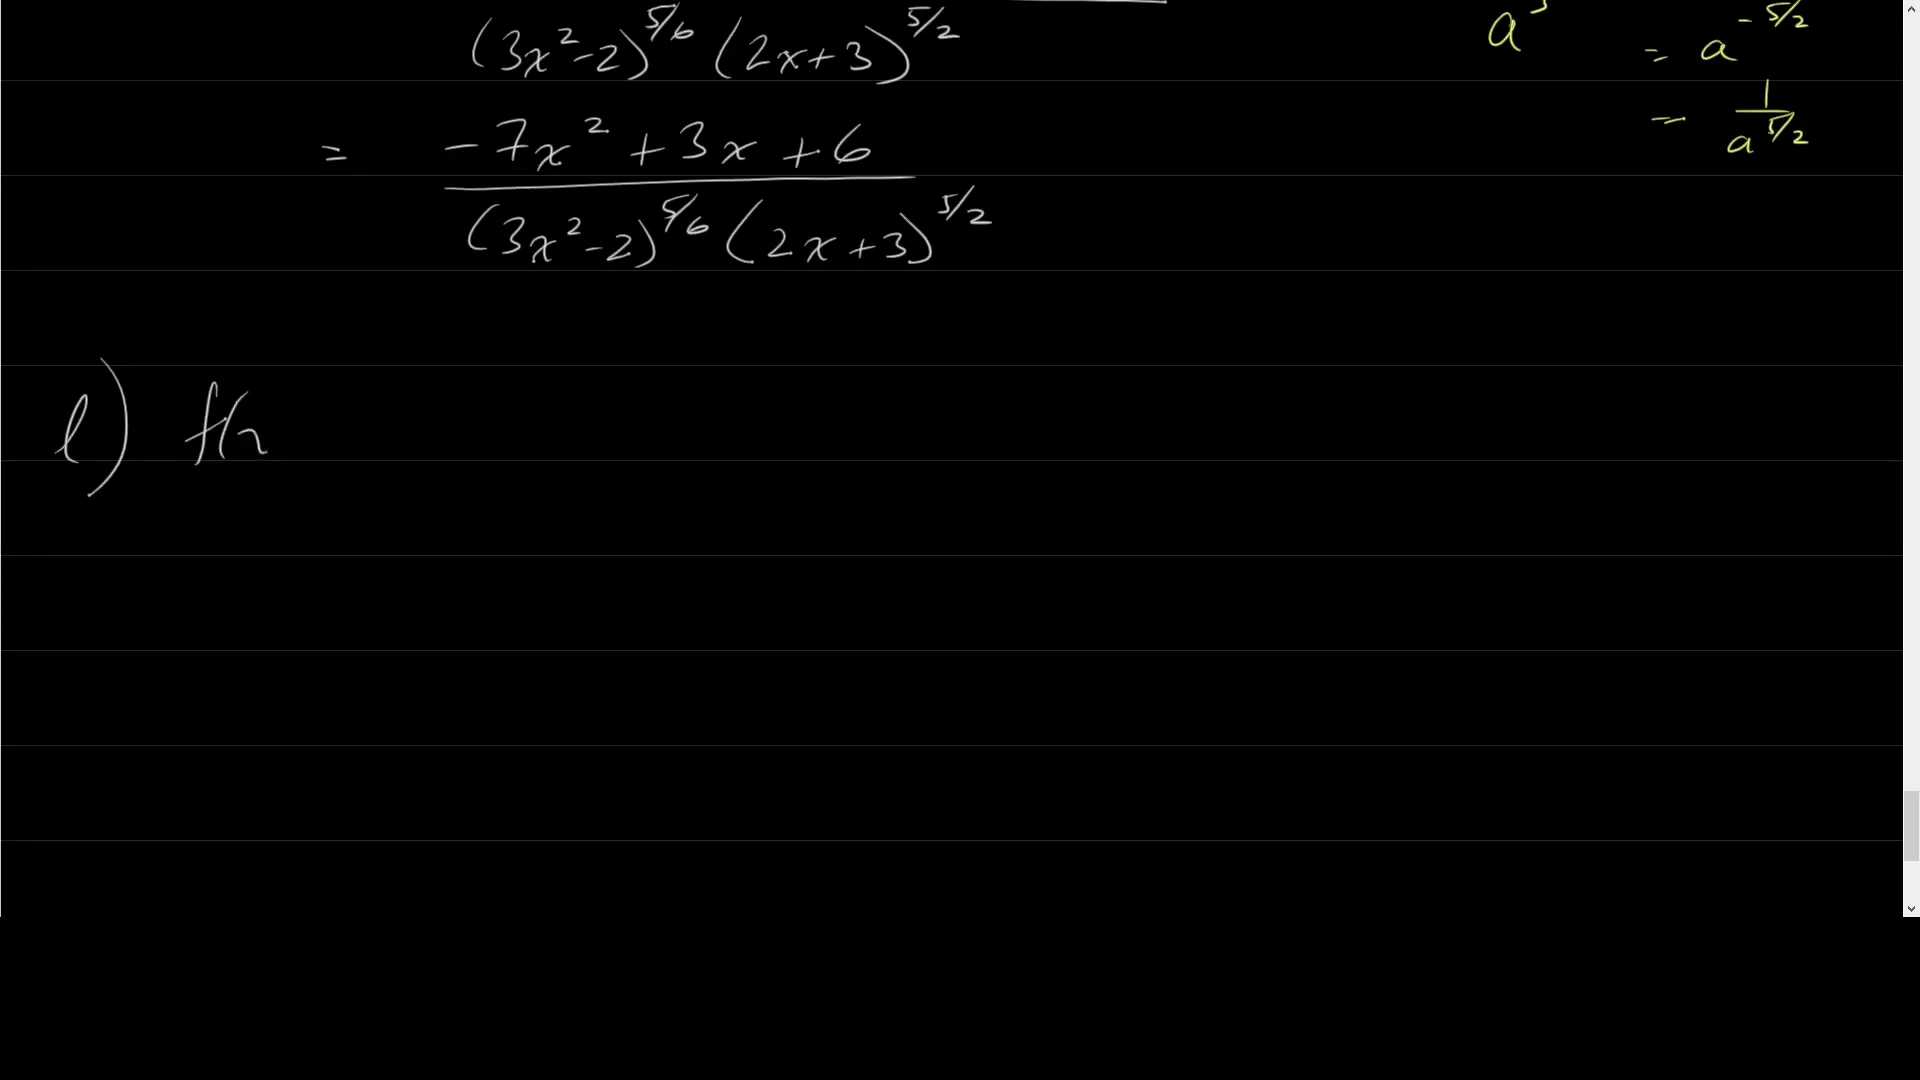 (3x²-2)^5/6 (2x+3)^5/2
= -7x²+3x+6
(3x²-2)^5/6 (2x+3)^5/2
l) f(
a
= a^-5/2
= 1
a^5/2